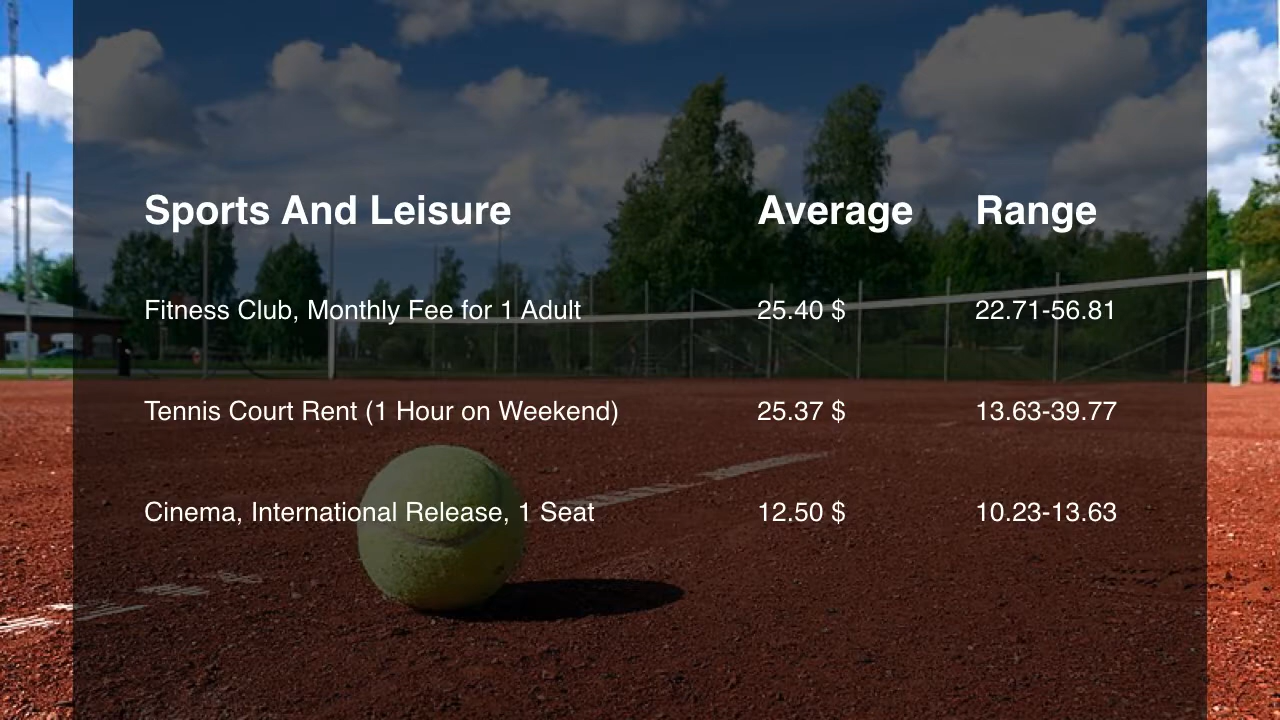 Sports And Leisure Average Range
Fitness Club, Monthly Fee for 1 Adult 25.40 $ 22.71-56.81
Tennis Court Rent (1 Hour on Weekend) 25.37 $ 13.63-39.77
Cinema, International Release, 1 Seat 12.50 $ 10.23-13.63